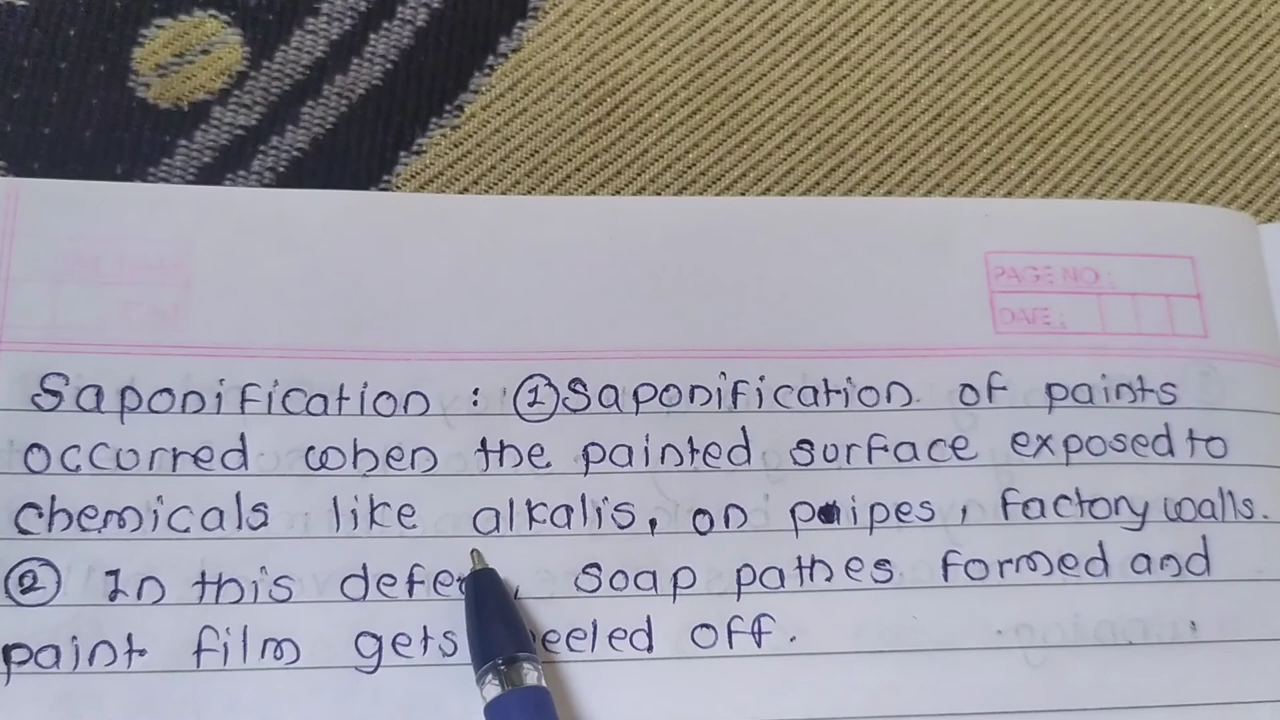 PAGE NO :
DATE :
Saponification : ① Saponification of paints
occurred when the painted surface exposed to
chemicals like alkalis, on pipes, factory walls.
② In this defe , soap pathes formed and
paint film gets eeled off.